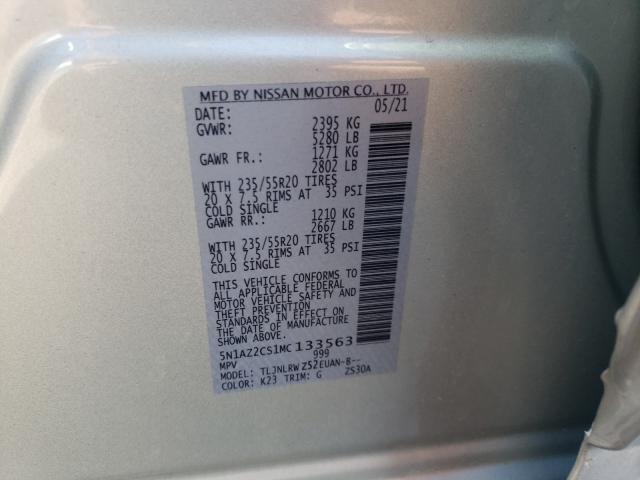 MFD BY NISSAN MOTOR CO., LTD.
DATE: 05/21
GVWR: 2395 KG
5280 LB
GAWR FR.: 1271 KG
2802 LB
WITH 235/55R20 TIRES
20 X 7.5 RIMS AT 35 PSI
COLD SINGLE
GAWR RR.: 1210 KG
2667 LB
WITH 235/55R20 TIRES
20 X 7.5 RIMS AT 35 PSI
COLD SINGLE
THIS VEHICLE CONFORMS TO
ALL APPLICABLE FEDERAL
MOTOR VEHICLE SAFETY AND
THEFT PREVENTION
STANDARDS IN EFFECT ON
THE DATE OF MANUFACTURE
SHOWN ABOVE.
5N1AZ2CS1MC133563
MPV 999
MODEL: TLJNLRWZ52EUAN-B--
COLOR: K23 TRIM: G ZS30A